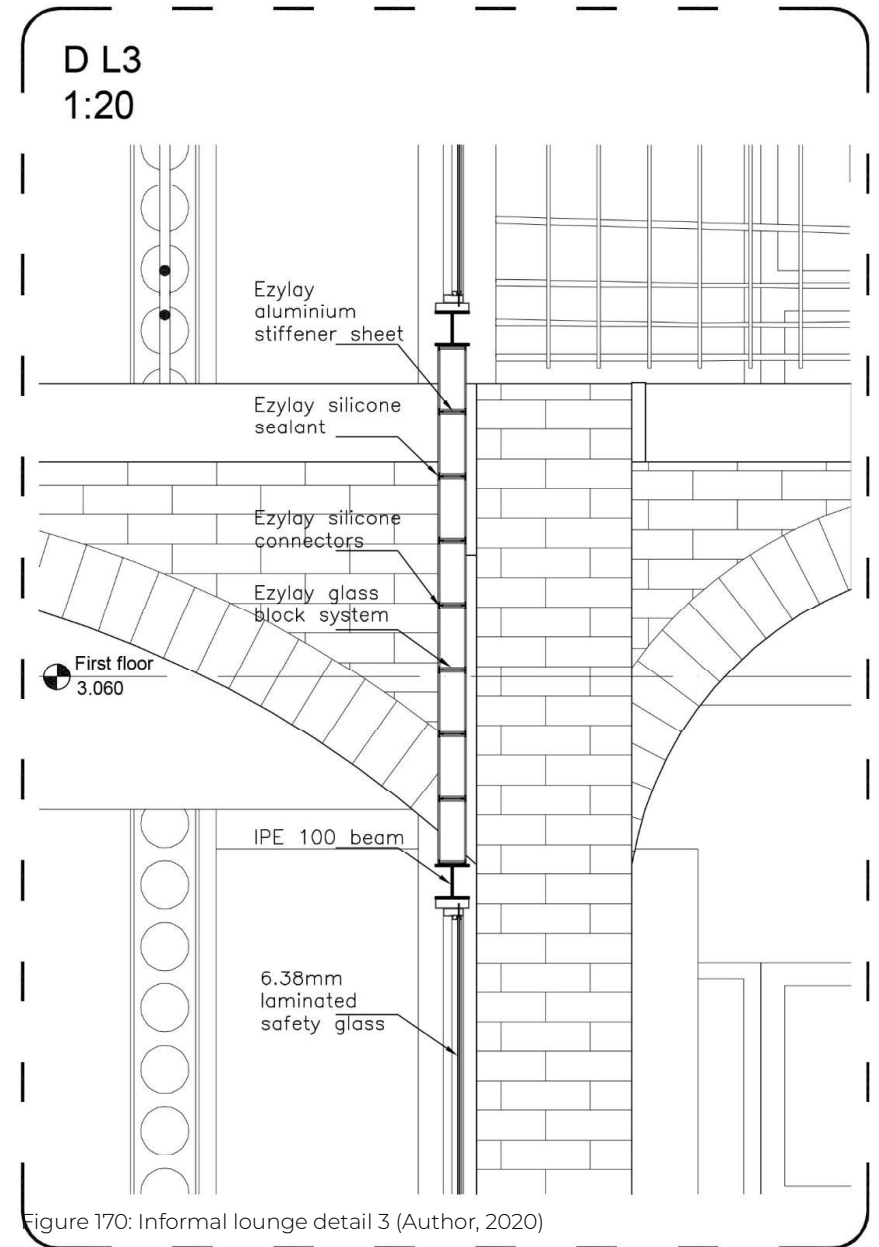 D L3
1:20
Ezylay
aluminium
stiffener sheet
Ezylay silicone
sealant
Ezylay silicone
connectors
Ezylay glass
block system
First floor
3.060
IPE 100 beam
6.38mm
laminated
safety glass
Figure 170: Informal lounge detail 3 (Author, 2020)